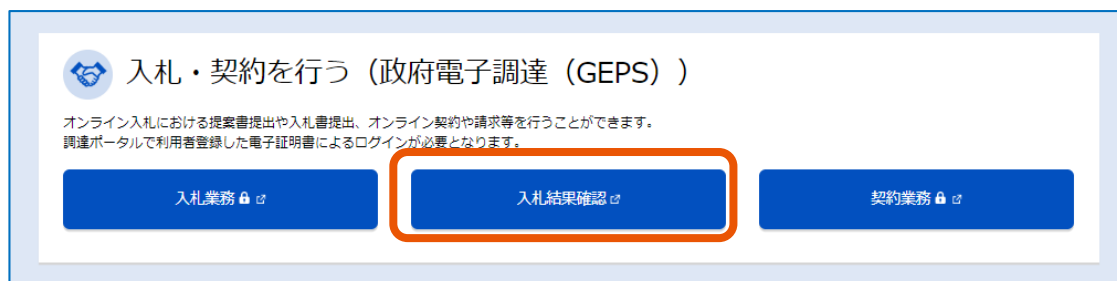 入札・契約を行う（政府電子調達（GEPS））
オンライン入札における提案書提出や入札書提出、オンライン契約や請求等を行うことができます。
調達ポータルで利用者登録した電子証明書によるログインが必要となります。
入札業務
入札結果確認
契約業務